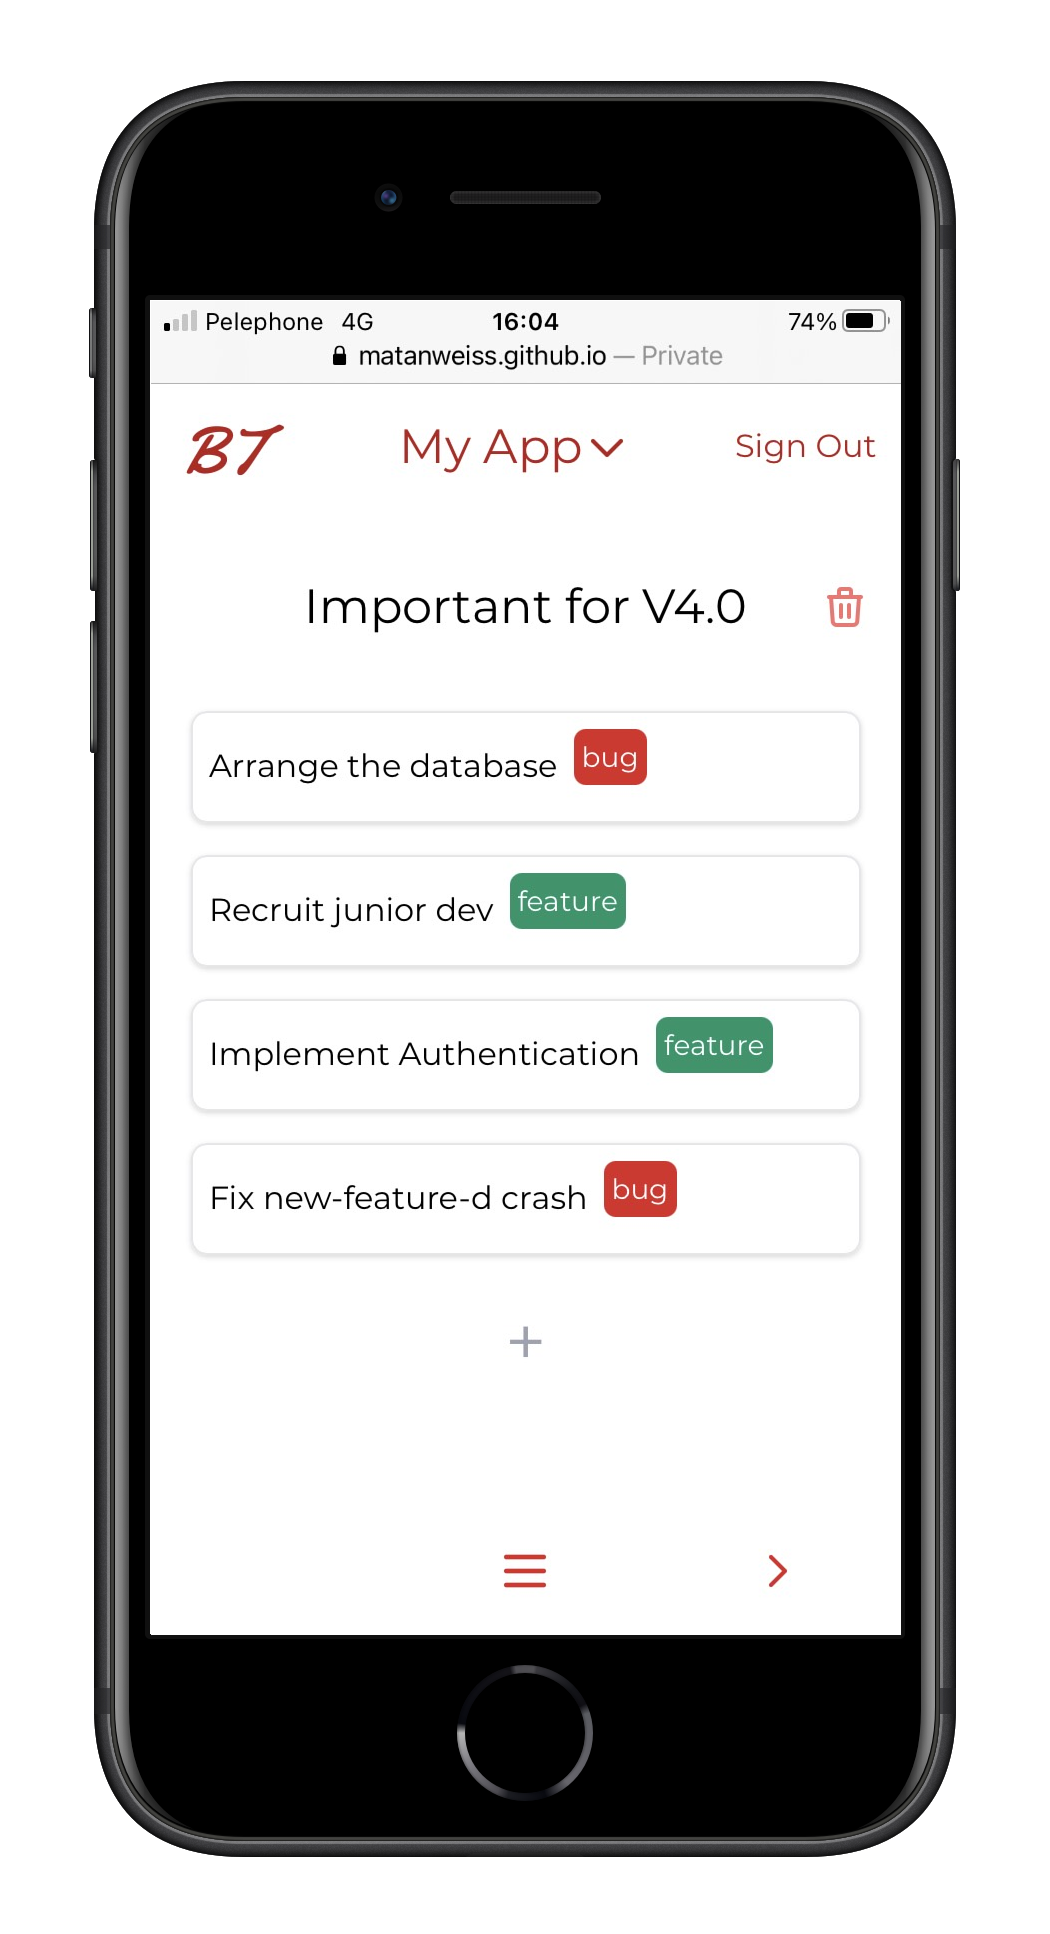 Pelephone 4G 16:04 74%
matanweiss.github.io — Private
BT My App Sign Out
Important for V4.0
Arrange the database bug
Recruit junior dev feature
Implement Authentication feature
Fix new-feature-d crash bug
+